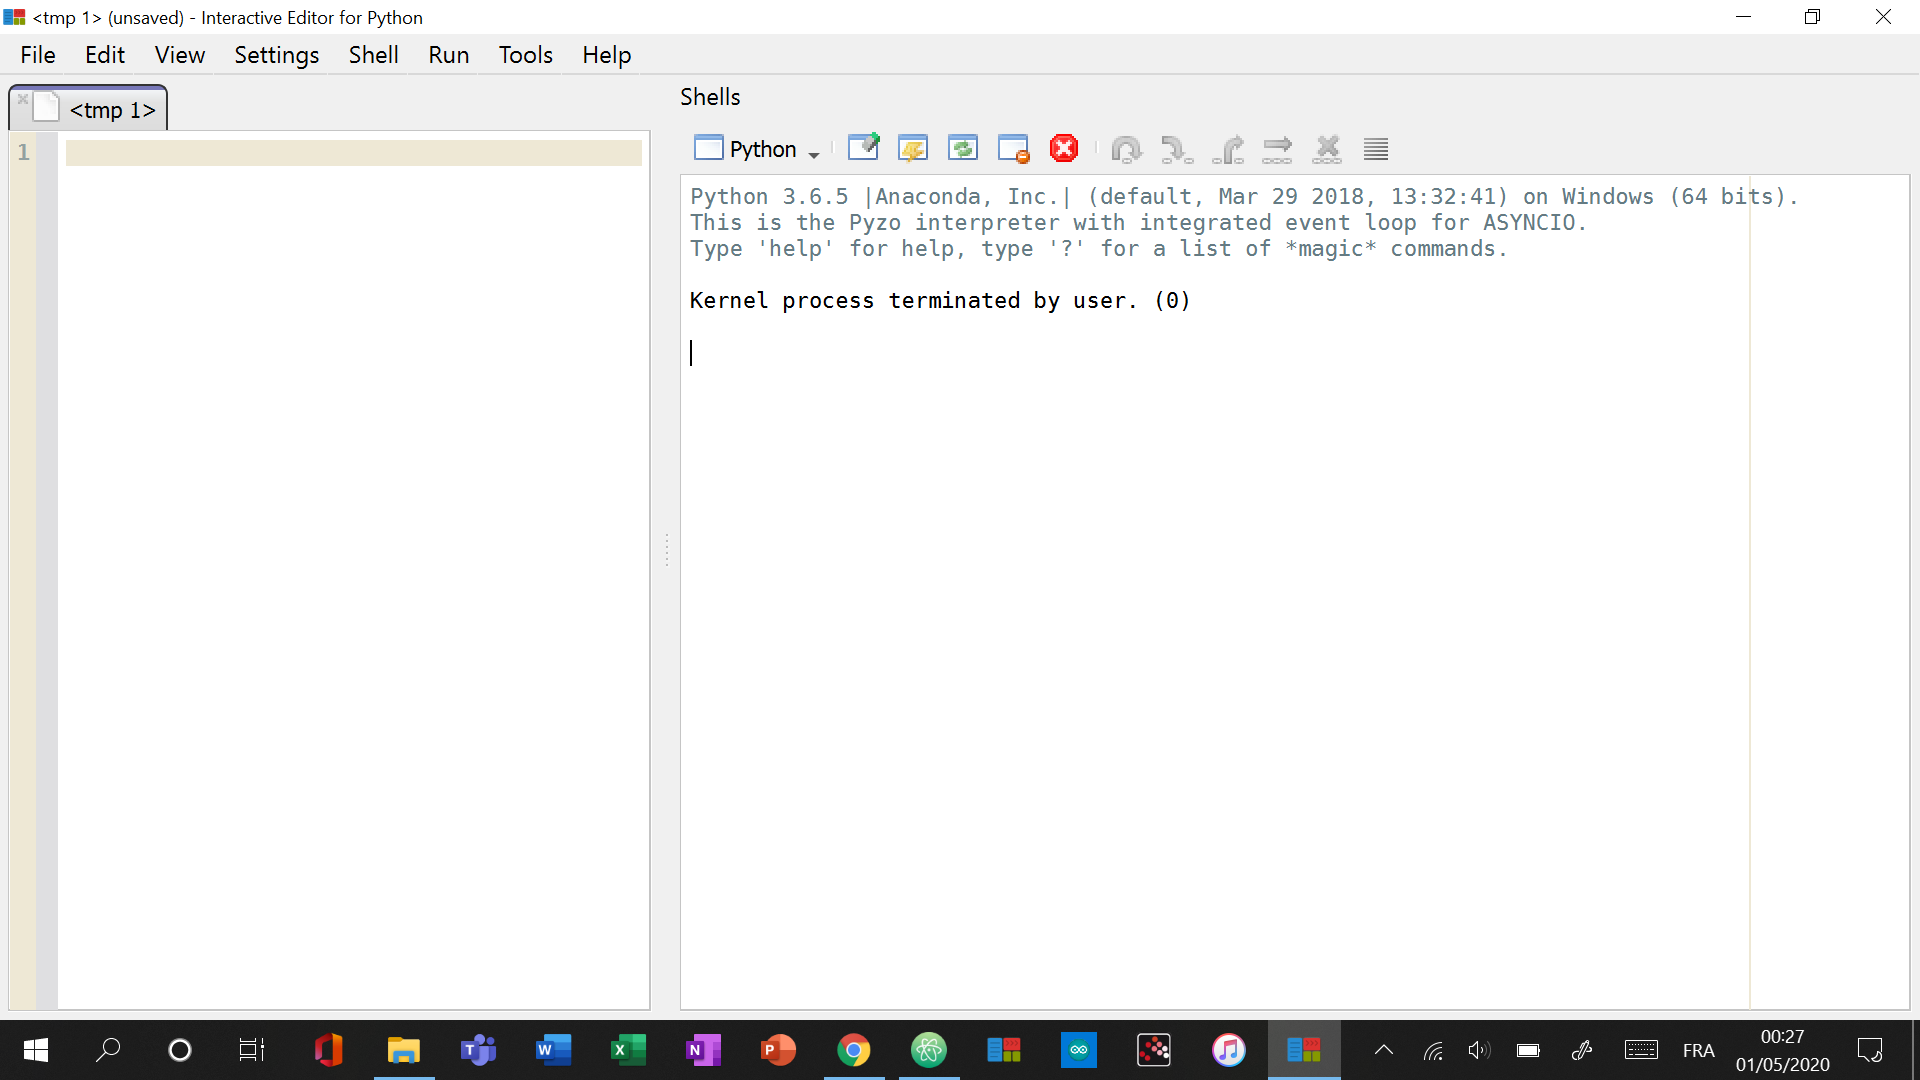 <tmp 1> (unsaved) - Interactive Editor for Python
File Edit View Settings Shell Run Tools Help
<tmp 1>
Shells
1
Python
Python 3.6.5 |Anaconda, Inc.| (default, Mar 29 2018, 13:32:41) on Windows (64 bits).
This is the Pyzo interpreter with integrated event loop for ASYNCIO.
Type 'help' for help, type '?' for a list of *magic* commands.
Kernel process terminated by user. (0)
T W X N P
FRA
00:27
01/05/2020